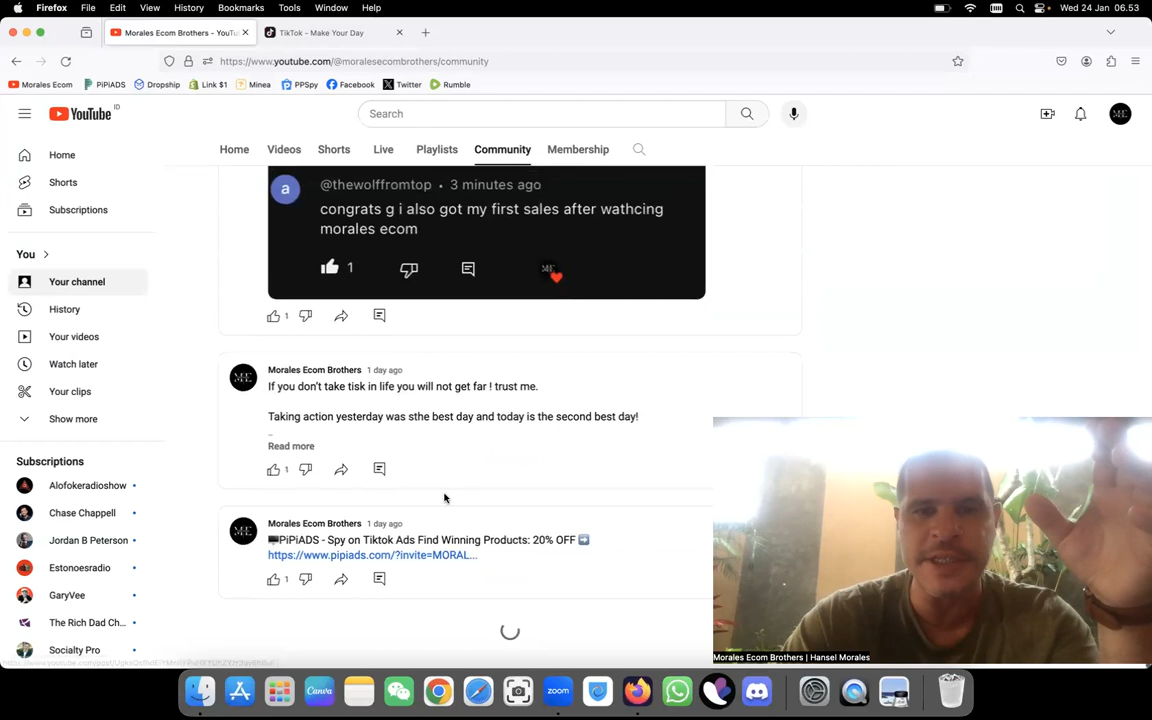 Firefox File Edit View History Bookmarks Tools Window Help Wed 24 Jan 06.53
Morales Ecom Brothers - YouTu
TikTok - Make Your Day
https://www.youtube.com/@moralesecombrothers/community
Morales Ecom PiPIADS Dropship Link $1 Minea PPSpy Facebook Twitter Rumble
YouTube ID
Search
Home Videos Shorts Live Playlists Community Membership
Home
Shorts
Subscriptions
You
Your channel
History
Your videos
Watch later
Your clips
Show more
Subscriptions
Alofokeradioshow
Chase Chappell
Jordan B Peterson
Estonoesradio
GaryVee
The Rich Dad Ch...
Socialty Pro
a
@thewolffromtop • 3 minutes ago
congrats g i also got my first sales after wathcing
morales ecom
1
1
Morales Ecom Brothers 1 day ago
If you don't take tisk in life you will not get far ! trust me.
Taking action yesterday was sthe best day and today is the second best day!
Read more
1
Morales Ecom Brothers 1 day ago
PiPiADS - Spy on Tiktok Ads Find Winning Products: 20% OFF
https://www.pipiads.com/?invite=MORAL...
1
Morales Ecom Brothers | Hansel Morales
Canva
zoom